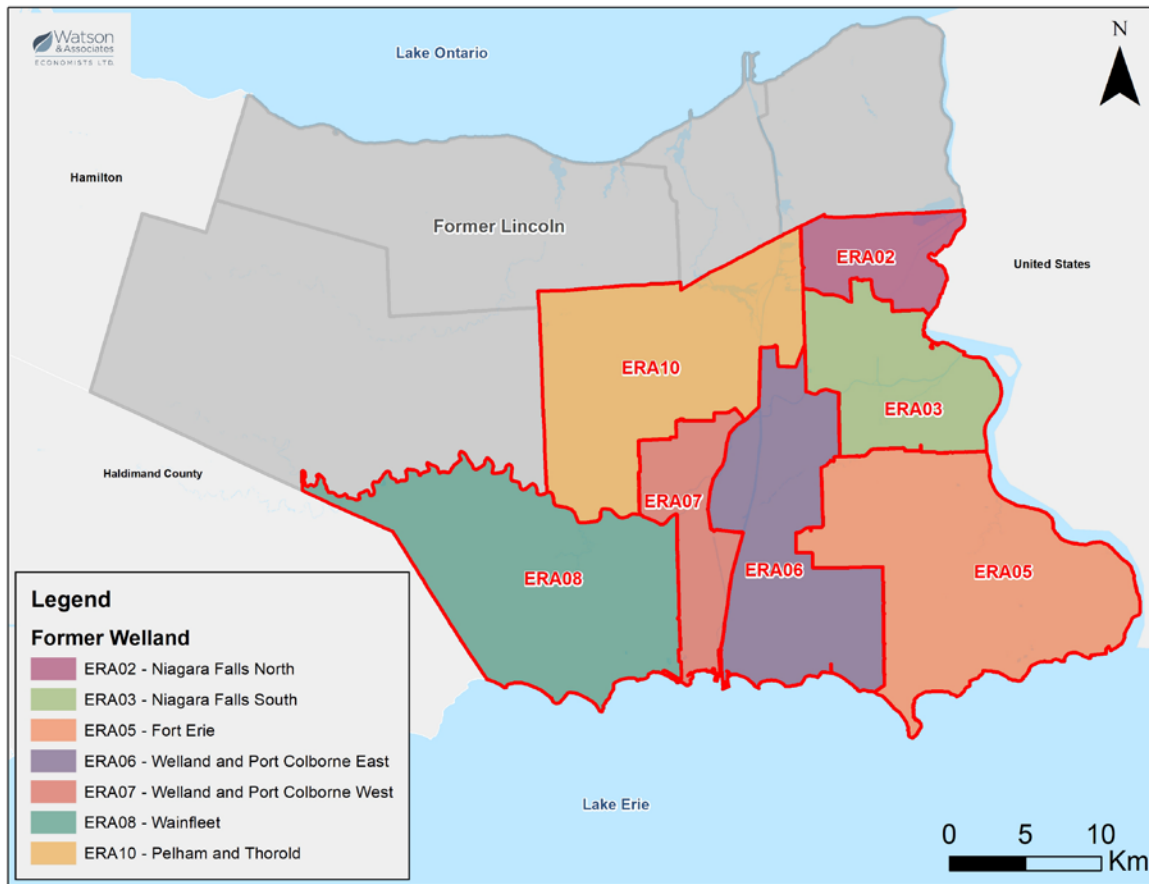 Watson
& Associates
ECONOMISTS LTD.
Lake Ontario
N
Hamilton
Former Lincoln
ERA02
United States
ERA10
ERA03
Haldimand County
ERA07
ERA08
ERA06
ERA05
Legend
Former Welland
ERA02 - Niagara Falls North
ERA03 - Niagara Falls South
ERA05 - Fort Erie
ERA06 - Welland and Port Colborne East
ERA07 - Welland and Port Colborne West
ERA08 - Wainfleet
ERA10 - Pelham and Thorold
Lake Erie
0 5 10
Km